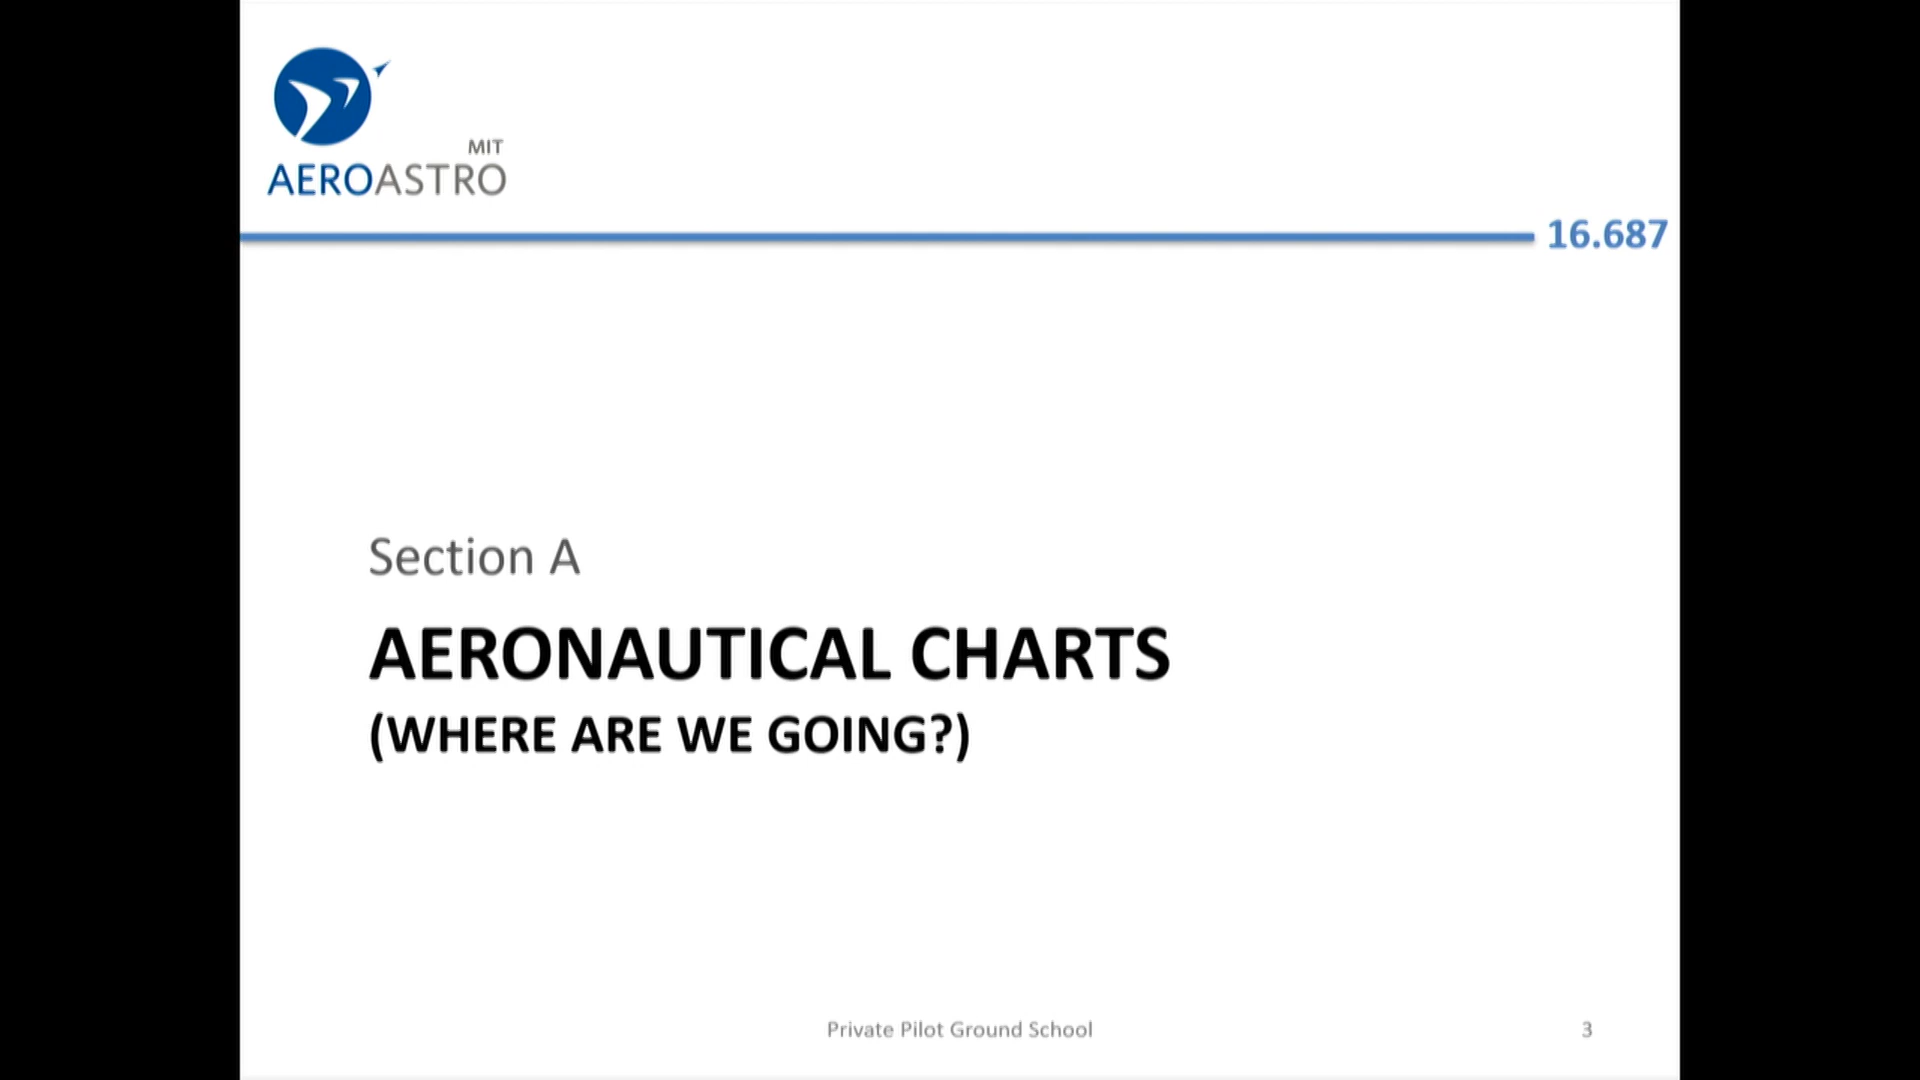 MIT
AEROASTRO
16.687
Section A
AERONAUTICAL CHARTS
(WHERE ARE WE GOING?)
Private Pilot Ground School
3